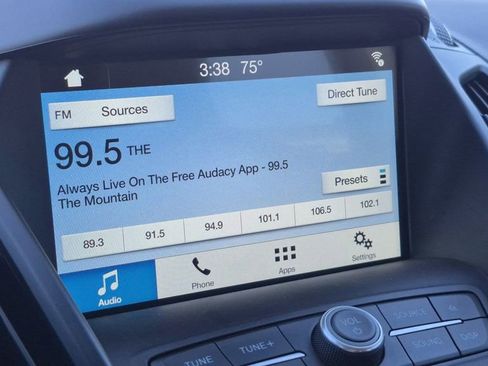 3:38 75°
FM Sources
Direct Tune
99.5 THE
Always Live On The Free Audacy App - 99.5
The Mountain
Presets
89.3 91.5 94.9 101.1 106.5 102.1
Audio Phone Apps Settings
VOL
SOURCE
TUNE TUNE+ SOUND DISP